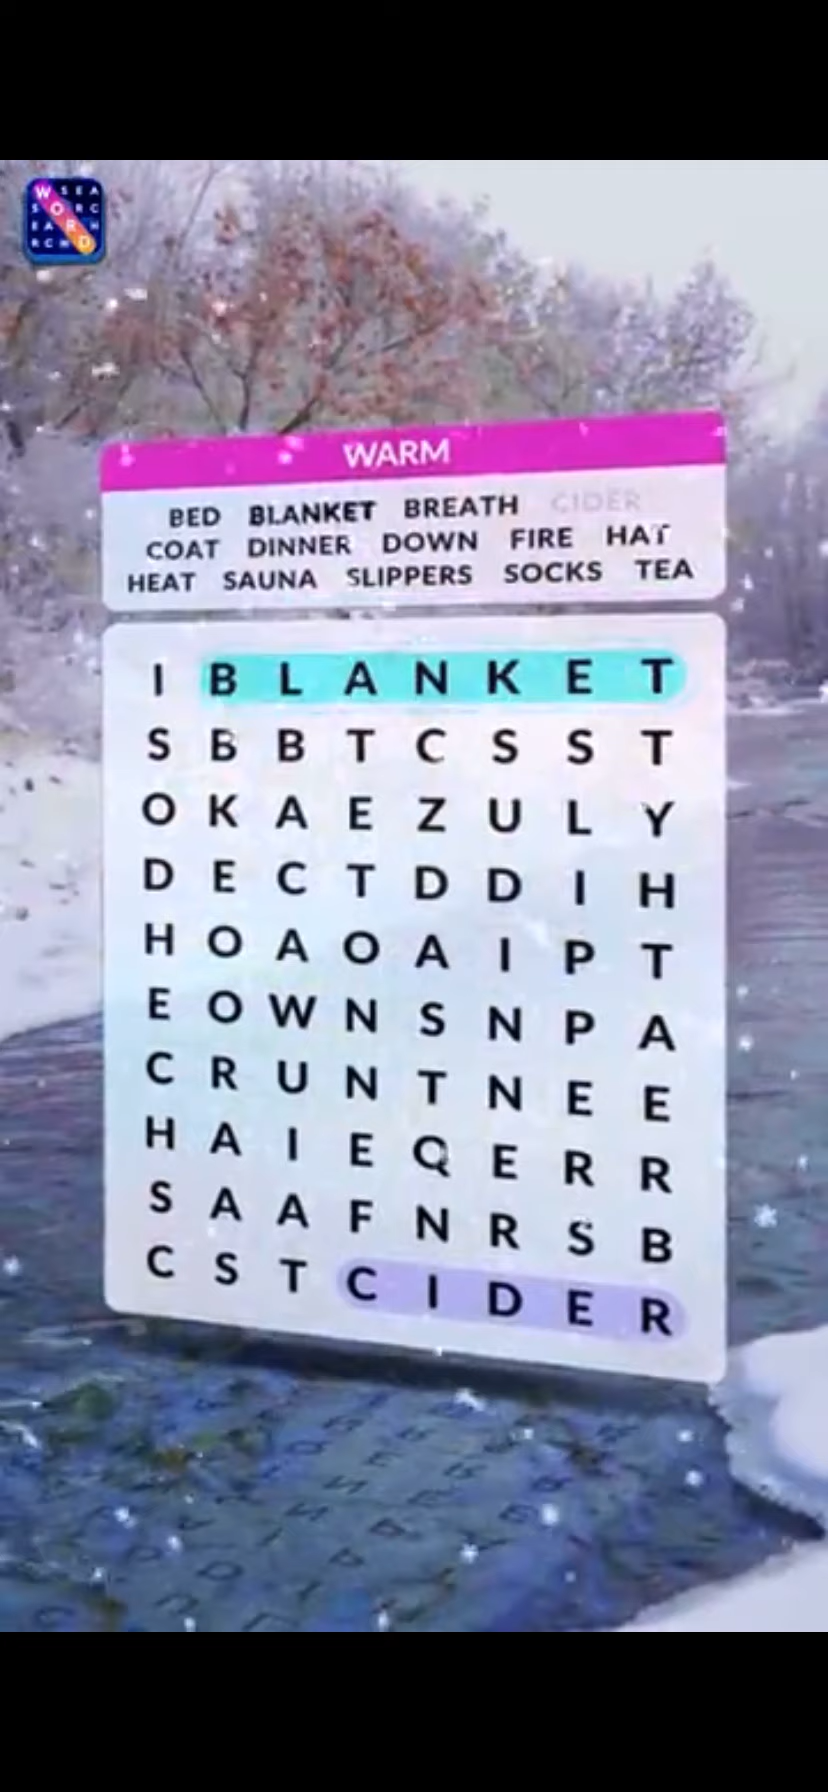 W S E A
S O R C
E A R H
R C H D
WARM
BED BLANKET BREATH CIDER
COAT DINNER DOWN FIRE HAT
HEAT SAUNA SLIPPERS SOCKS TEA
I B L A N K E T
S B B T C S S T
O K A E Z U L Y
D E C T D D I H
H O A O A I P T
E O W N S N P A
C R U N T N E E
H A I E Q E R R
S A A F N R S B
C S T C I D E R